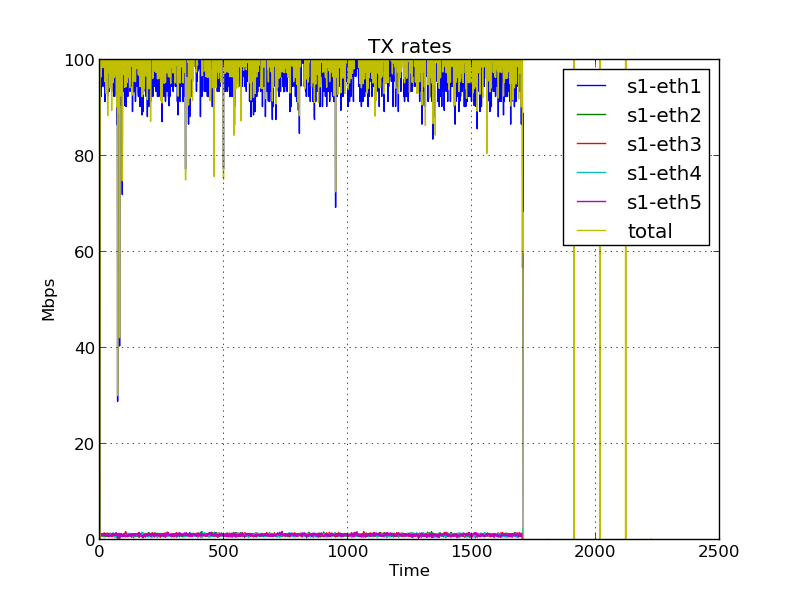 TX rates
100
80
60
40
20
0
Mbps
s1-eth1
s1-eth2
s1-eth3
s1-eth4
s1-eth5
total
0 500 1000 1500 2000 2500
Time